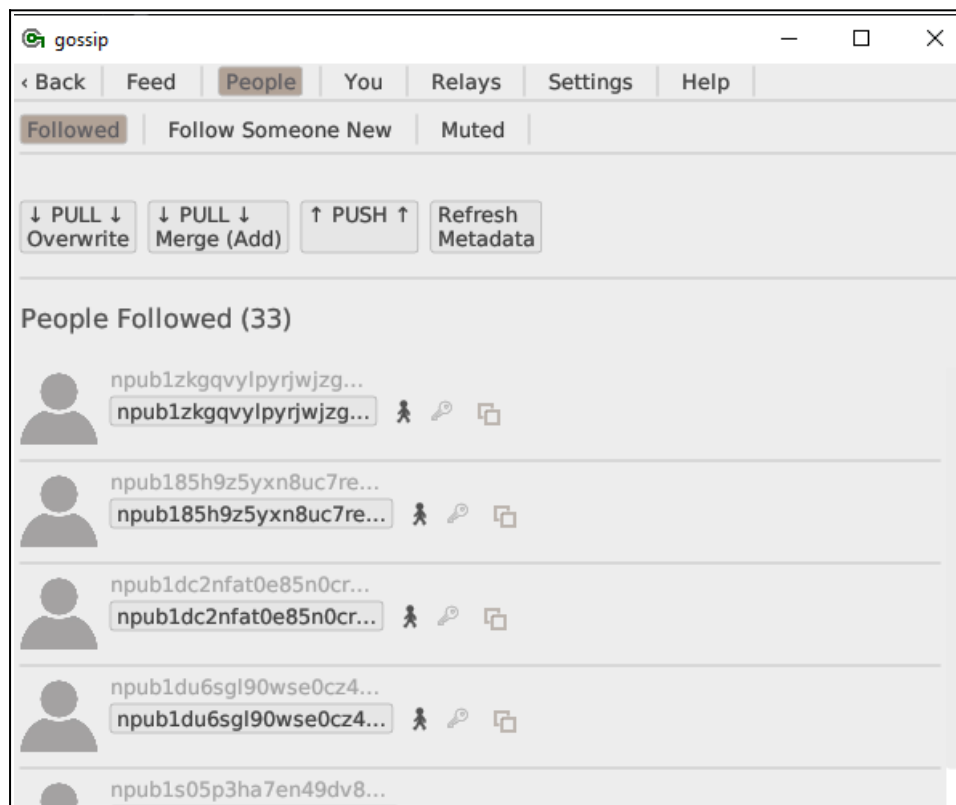 gossip
‹ Back Feed People You Relays Settings Help
Followed Follow Someone New Muted
↓ PULL ↓ ↓ PULL ↓ ↑ PUSH ↑ Refresh
Overwrite Merge (Add) Metadata
People Followed (33)
npub1zkgqvylpyrjwjzg...
npub1zkgqvylpyrjwjzg...
npub185h9z5yxn8uc7re...
npub185h9z5yxn8uc7re...
npub1dc2nfat0e85n0cr...
npub1dc2nfat0e85n0cr...
npub1du6sgl90wse0cz4...
npub1du6sgl90wse0cz4...
npub1s05p3ha7en49dv8...